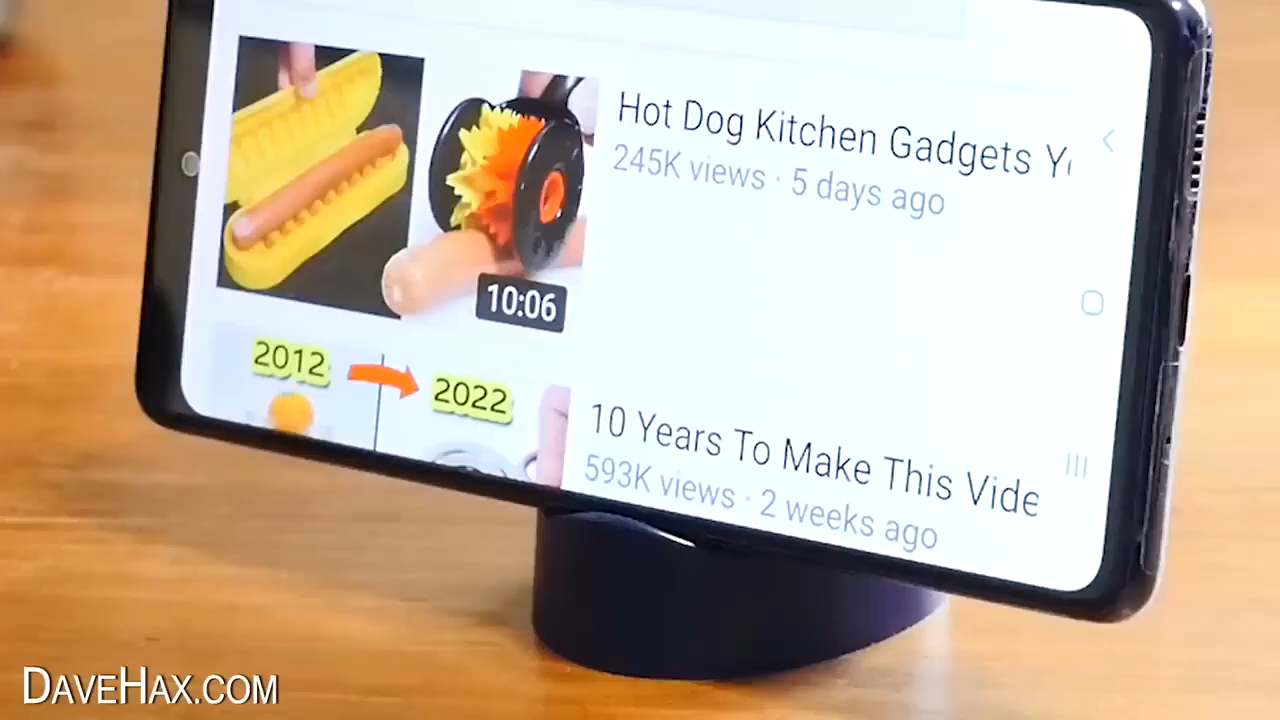 Hot Dog Kitchen Gadgets
245K views · 5 days ago
10:06
2012
2022
10 Years To Make This Vide
593K views · 2 weeks ago
DAVEHAX.COM